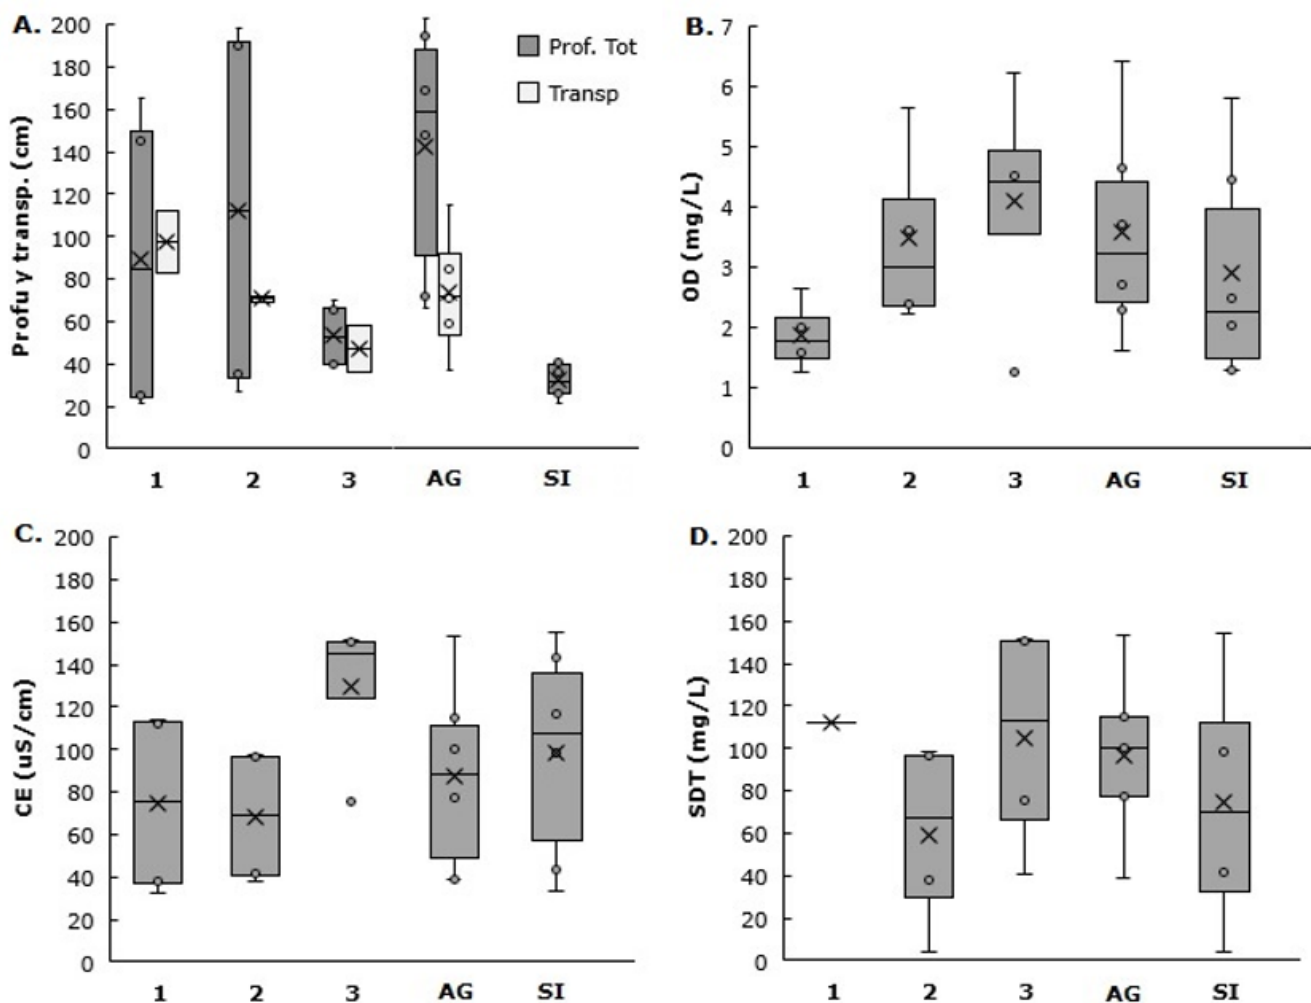 A.
Profu y transp. (cm)
200
180
160
140
120
100
80
60
40
20
0
Prof. Tot
Transp
1 2 3 AG SI
B.
OD (mg/L)
7
6
5
4
3
2
1
0
1 2 3 AG SI
C.
CE (uS/cm)
200
180
160
140
120
100
80
60
40
20
0
1 2 3 AG SI
D.
SDT (mg/L)
200
180
160
140
120
100
80
60
40
20
0
1 2 3 AG SI